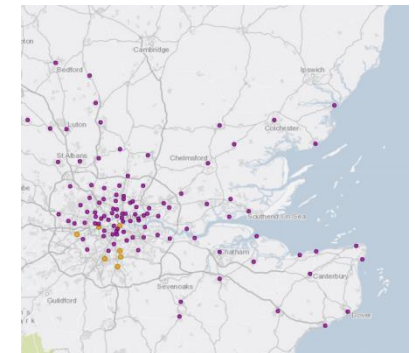 Cambridge
Bedford
Ipswich
Luton
Colchester
St Albans
Chelmsford
Southend On Sea
Chatham
Canterbury
Sevenoaks
Guildford
Dover